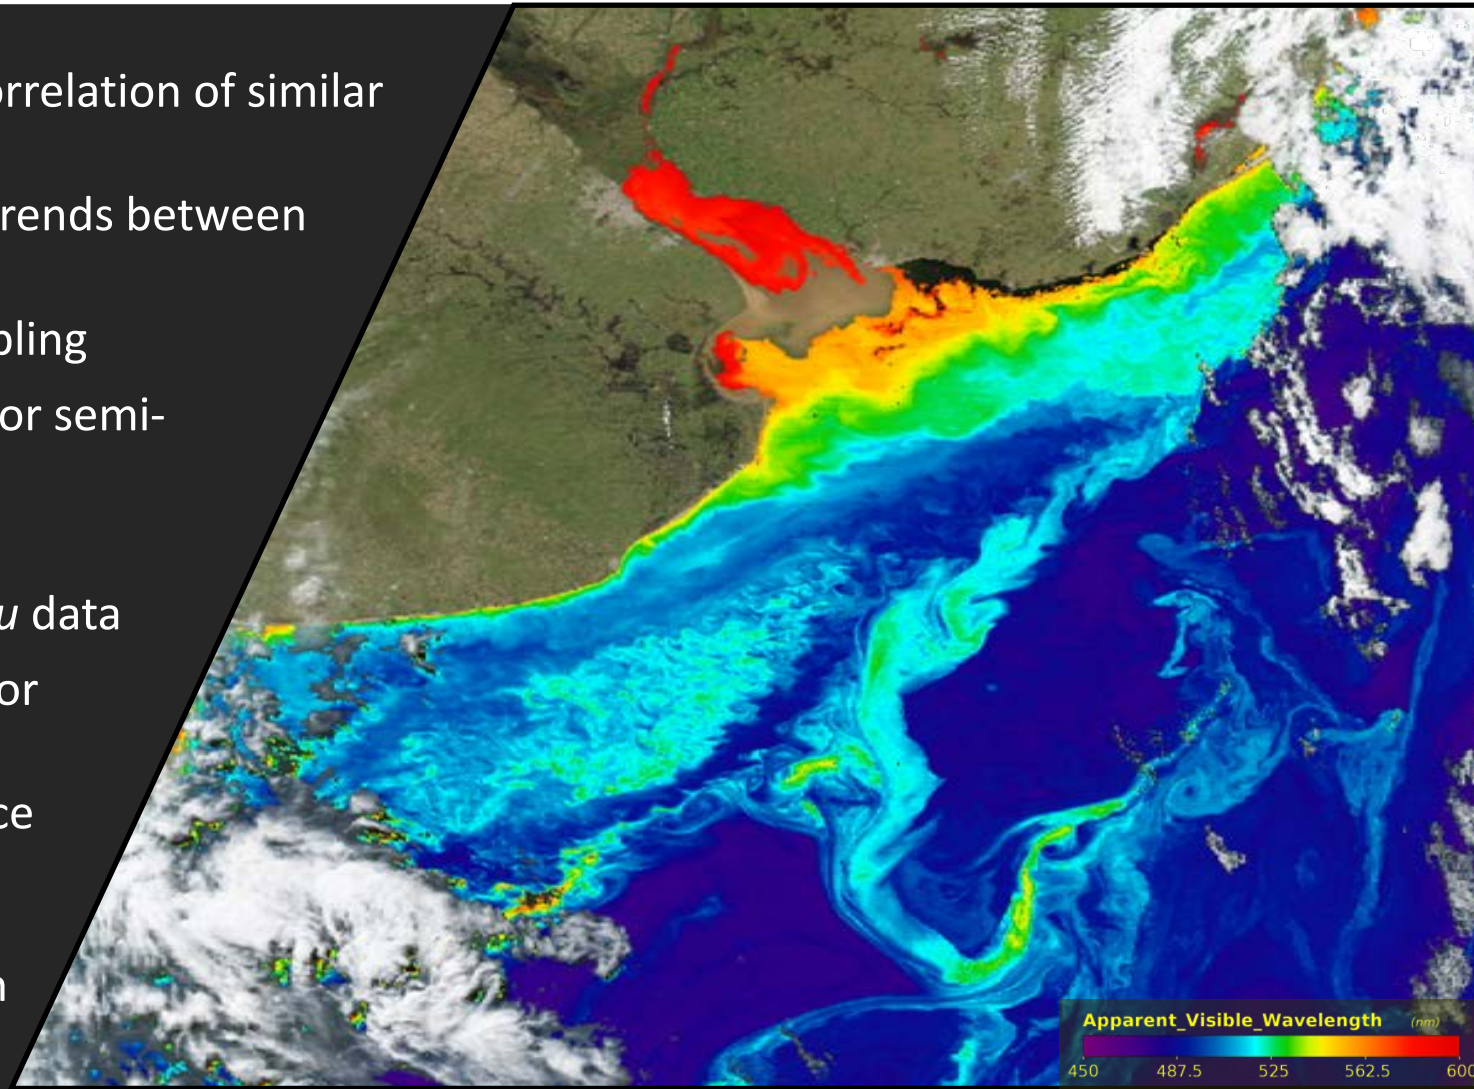 orrelation of similar
rends between
pling
or semi-
u data
or
ce
n
Apparent_Visible_Wavelength (nm)
450 487.5 525 562.5 600